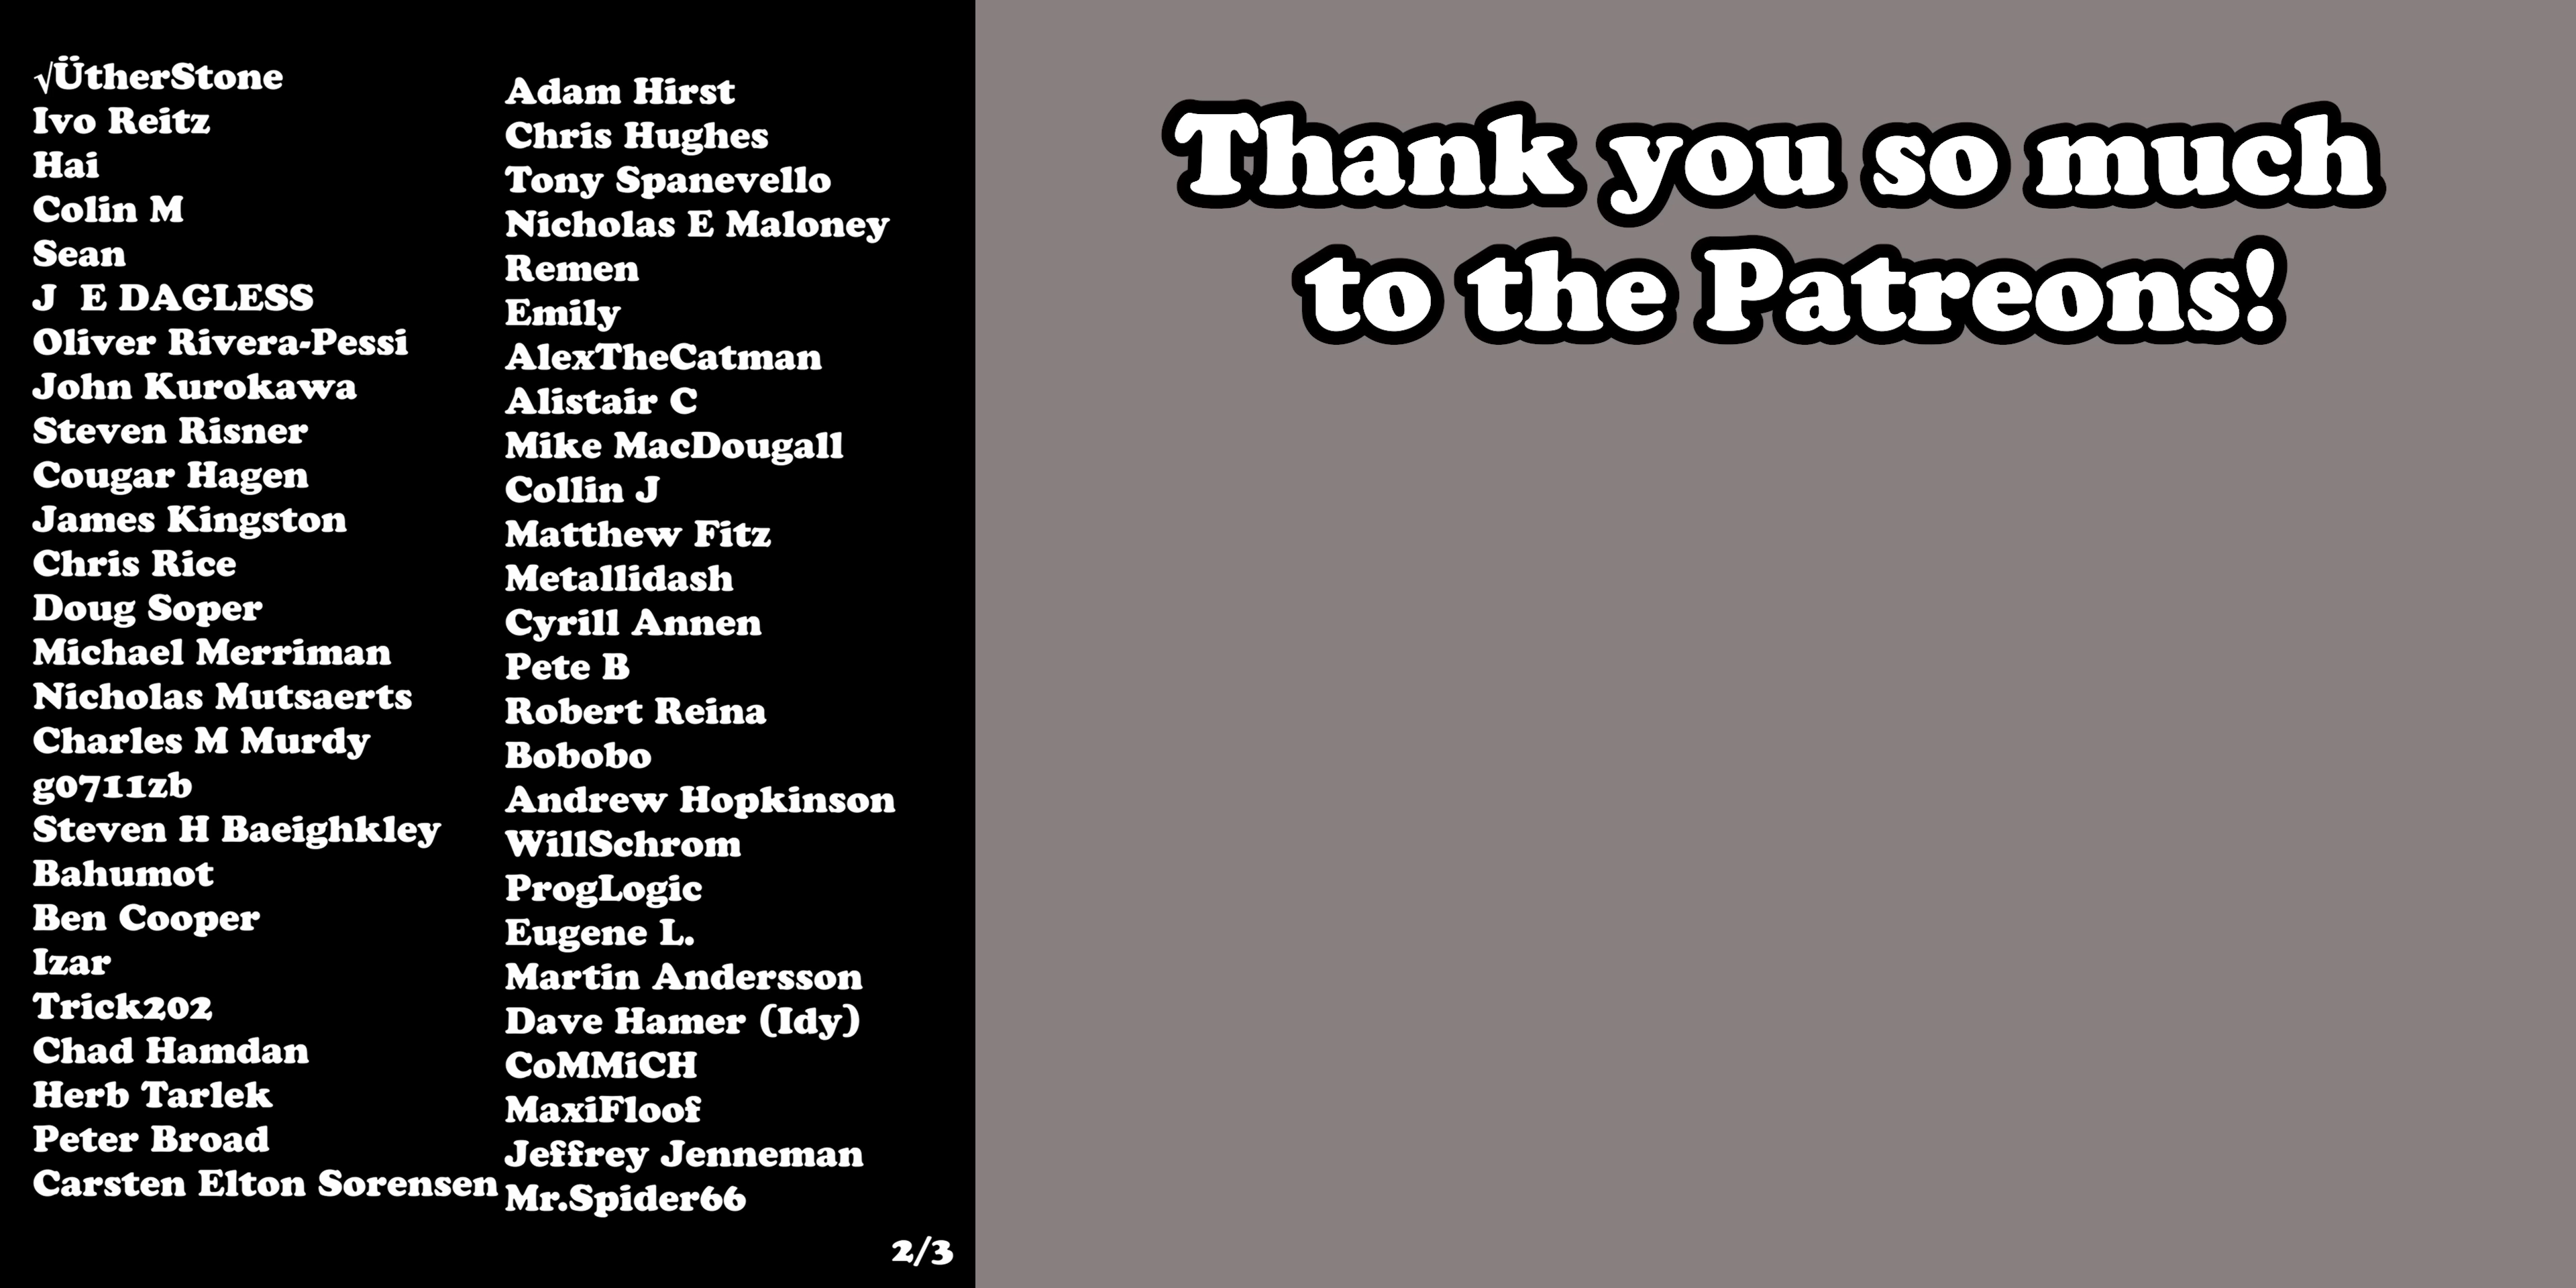 √ÜtherStone
Ivo Reitz
Hai
Colin M
Sean
J  E DAGLESS
Oliver Rivera-Pessi
John Kurokawa
Steven Risner
Cougar Hagen
James Kingston
Chris Rice
Doug Soper
Michael Merriman
Nicholas Mutsaerts
Charles M Murdy
g0711zb
Steven H Baeighkley
Bahumot
Ben Cooper
Izar
Trick202
Chad Hamdan
Herb Tarlek
Peter Broad
Carsten Elton Sorensen
Adam Hirst
Chris Hughes
Tony Spanevello
Nicholas E Maloney
Remen
Emily
AlexTheCatman
Alistair C
Mike MacDougall
Collin J
Matthew Fitz
Metallidash
Cyrill Annen
Pete B
Robert Reina
Bobobo
Andrew Hopkinson
WillSchrom
ProgLogic
Eugene L.
Martin Andersson
Dave Hamer (Idy)
CoMMiCH
MaxiFloof
Jeffrey Jenneman
Mr.Spider66
2/3
Thank you so much
to the Patreons!